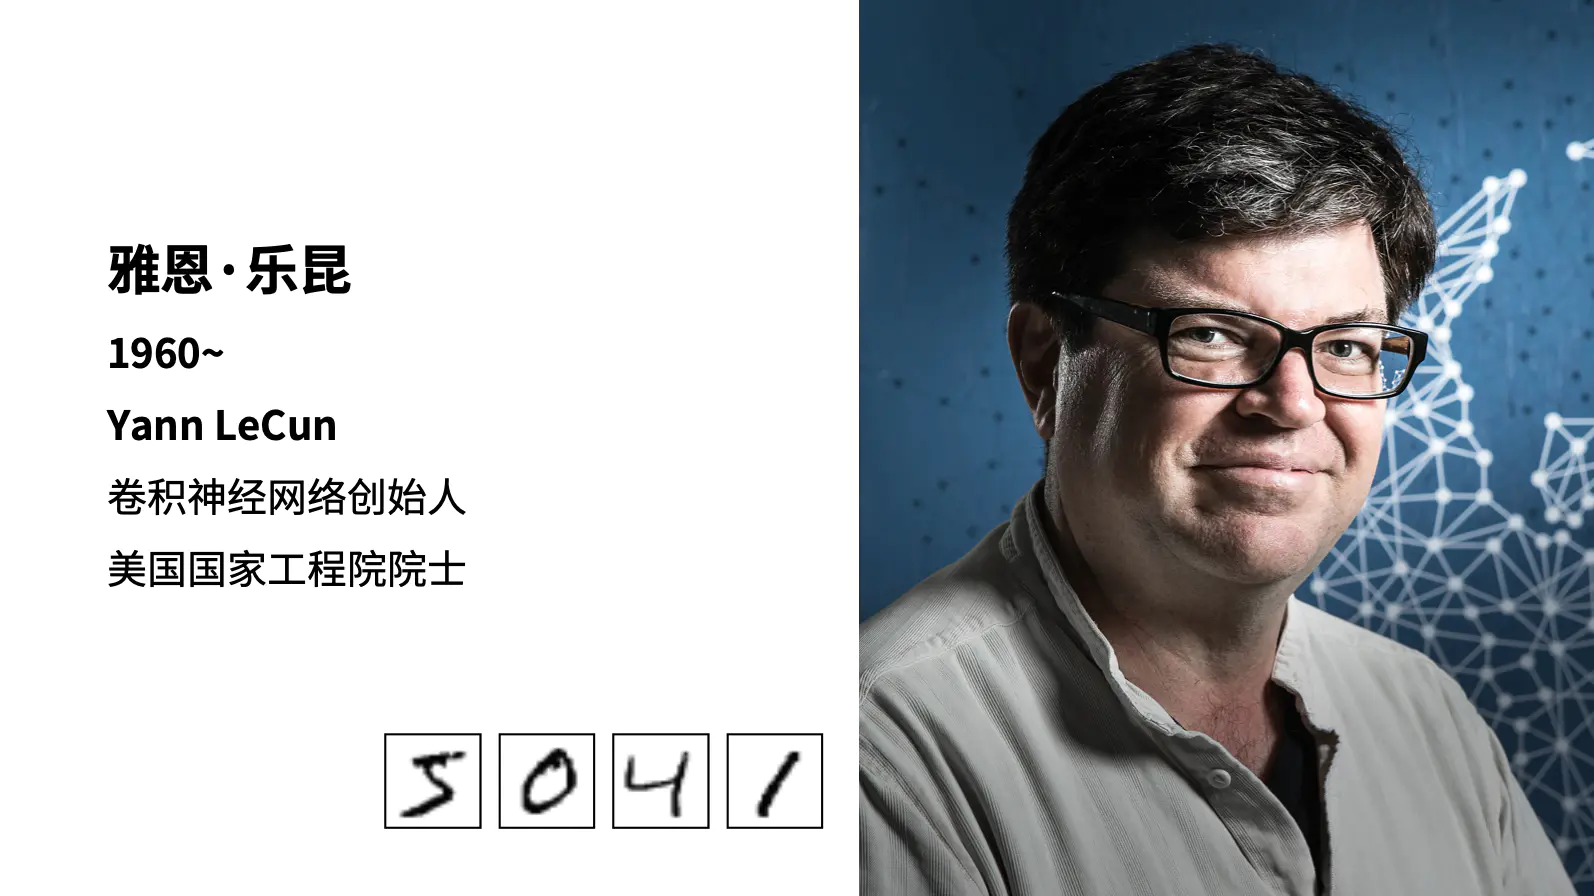 雅恩·乐昆
1960~
Yann LeCun
卷积神经网络创始人
美国国家工程院院士
5 0 4 1